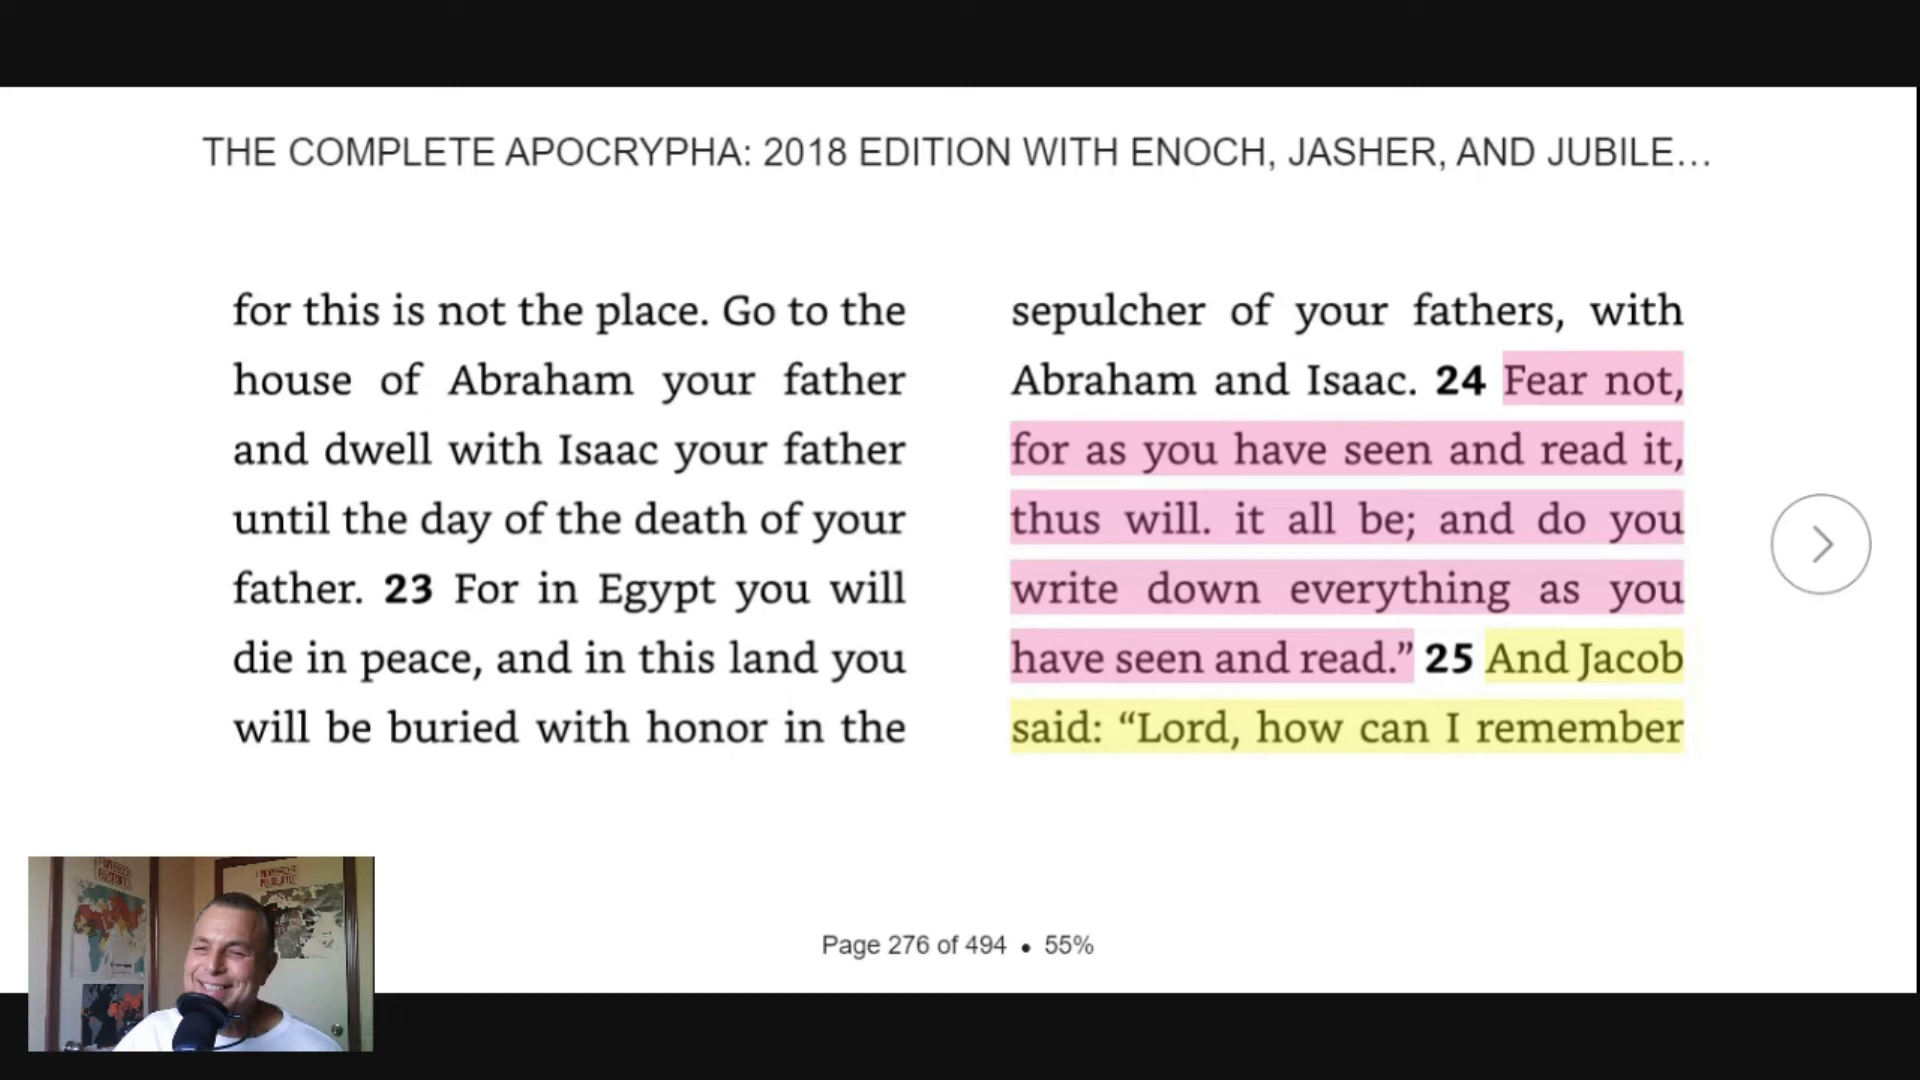 THE COMPLETE APOCRYPHA: 2018 EDITION WITH ENOCH, JASHER, AND JUBILE...
for this is not the place. Go to the
house of Abraham your father
and dwell with Isaac your father
until the day of the death of your
father. 23 For in Egypt you will
die in peace, and in this land you
will be buried with honor in the
sepulcher of your fathers, with
Abraham and Isaac. 24 Fear not,
for as you have seen and read it,
thus will. it all be; and do you
write down everything as you
have seen and read.” 25 And Jacob
said: “Lord, how can I remember
Page 276 of 494 • 55%